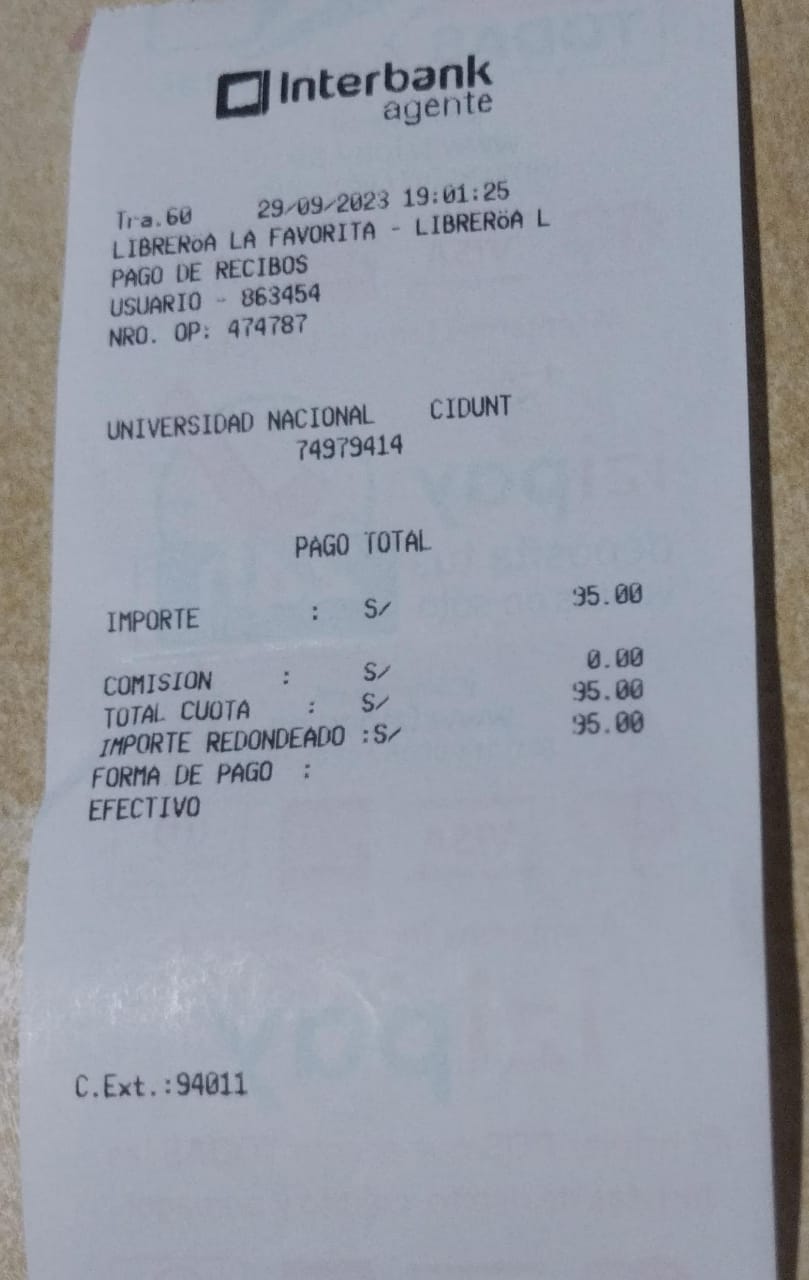 Interbank
agente
Tra.60 29/09/2023 19:01:25
LIBRERöA LA FAVORITA - LIBRERöA L
PAGO DE RECIBOS
USUARIO - 863454
NRO. OP: 474787
UNIVERSIDAD NACIONAL CIDUNT
74979414
PAGO TOTAL
IMPORTE : S/ 95.00
COMISION : S/ 0.00
TOTAL CUOTA : S/ 95.00
IMPORTE REDONDEADO :S/ 95.00
FORMA DE PAGO :
EFECTIVO
C.Ext.:94011